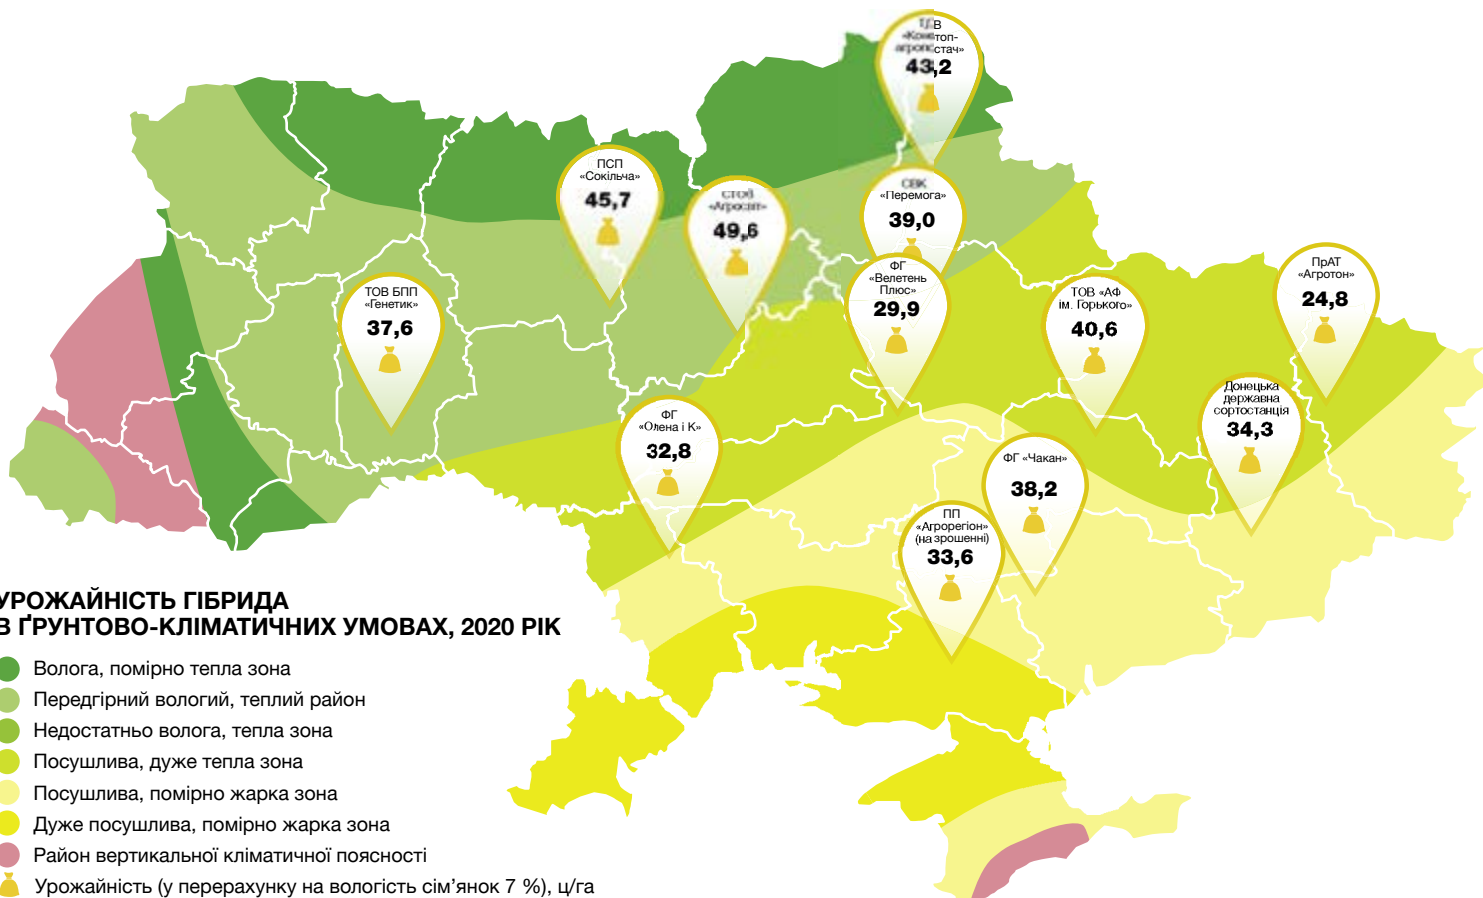 ТДВ
«Конотоп-
агропостач»
43,2
ПСП
«Сокільча»
45,7
СТОВ
«Агросвіт»
49,6
СВК
«Перемога»
39,0
ФГ
«Велетень
Плюс»
29,9
ТОВ БПП
«Генетик»
37,6
ТОВ «АФ
ім. Горького»
40,6
ПрАТ
«Агротон»
24,8
Донецька
державна
сортостанція
34,3
ФГ
«Олена і К»
32,8
ФГ «Чакан»
38,2
ПП
«Агрорегіон»
(на зрошенні)
33,6
УРОЖАЙНІСТЬ ГІБРИДА
В ҐРУНТОВО-КЛІМАТИЧНИХ УМОВАХ, 2020 РІК
Волога, помірно тепла зона
Передгірний вологий, теплий район
Недостатньо волога, тепла зона
Посушлива, дуже тепла зона
Посушлива, помірно жарка зона
Дуже посушлива, помірно жарка зона
Район вертикальної кліматичної поясності
Урожайність (у перерахунку на вологість сім’янок 7 %), ц/га